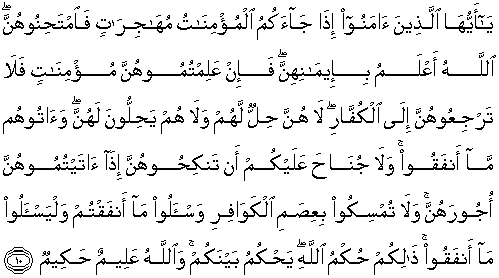 يَـٰٓأَيُّهَا ٱلَّذِينَ ءَامَنُوٓا۟ إِذَا جَآءَكُمُ ٱلْمُؤْمِنَـٰتُ مُهَـٰجِرَٰتٍ فَٱمْتَحِنُوهُنَّ ۖ
ٱللَّهُ أَعْلَمُ بِإِيمَـٰنِهِنَّ ۖ فَإِنْ عَلِمْتُمُوهُنَّ مُؤْمِنَـٰتٍ فَلَا
تَرْجِعُوهُنَّ إِلَى ٱلْكُفَّارِ ۖ لَا هُنَّ حِلٌّ لَّهُمْ وَلَا هُمْ يَحِلُّونَ لَهُنَّ ۖ وَءَاتُوهُم
مَّآ أَنفَقُوا۟ ۚ وَلَا جُنَاحَ عَلَيْكُمْ أَن تَنكِحُوهُنَّ إِذَآ ءَاتَيْتُمُوهُنَّ
أُجُورَهُنَّ ۚ وَلَا تُمْسِكُوا۟ بِعِصَمِ ٱلْكَوَافِرِ وَسْـَٔلُوا۟ مَآ أَنفَقْتُمْ وَلْيَسْـَٔلُوا۟
مَآ أَنفَقُوا۟ ۚ ذَٰلِكُمْ حُكْمُ ٱللَّهِ ۖ يَحْكُمُ بَيْنَكُمْ ۚ وَٱللَّهُ عَلِيمٌ حَكِيمٌ ١٠